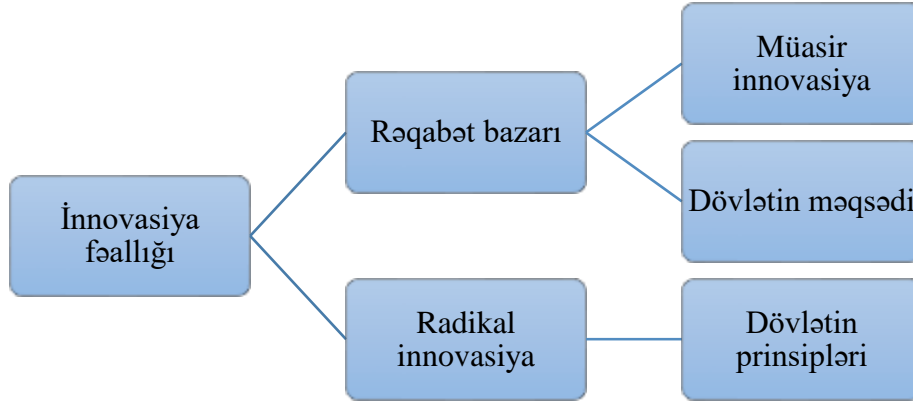 Müasir
innovasiya
Rəqabət bazarı
Dövlətin məqsədi
İnnovasiya
fəallığı
Radikal
innovasiya
Dövlətin
prinsipləri